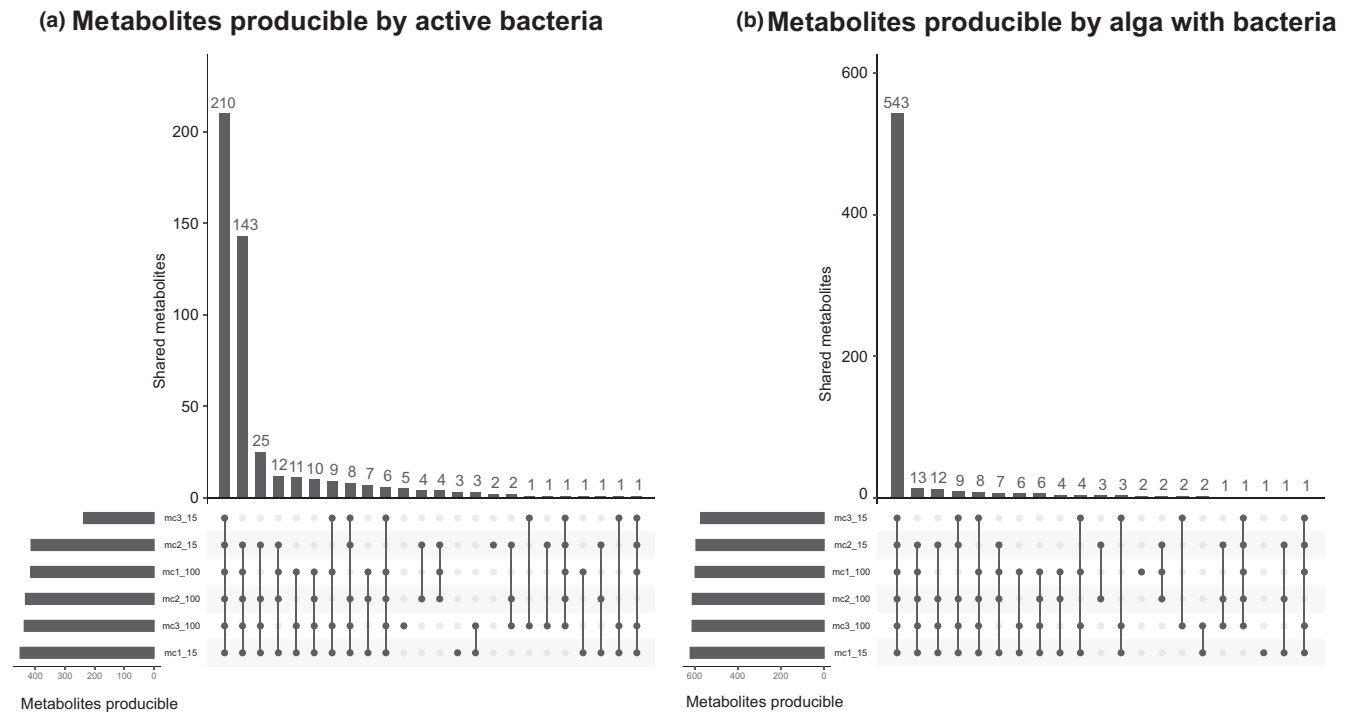 (a) Metabolites producible by active bacteria
200
150
100
50
0
Shared metabolites
210
143
25
12 11 10 9 8 7 6 5 4 4 3 3 2 2 1 1 1 1 1 1 1
mc3_15
mc2_15
mc1_100
mc2_100
mc3_100
mc1_15
400 300 200 100 0
Metabolites producible
(b) Metabolites producible by alga with bacteria
600
400
200
0
Shared metabolites
543
13 12 9 8 7 6 6 4 4 3 3 2 2 2 2 1 1 1 1 1
mc3_15
mc2_15
mc1_100
mc2_100
mc3_100
mc1_15
600 400 200 0
Metabolites producible